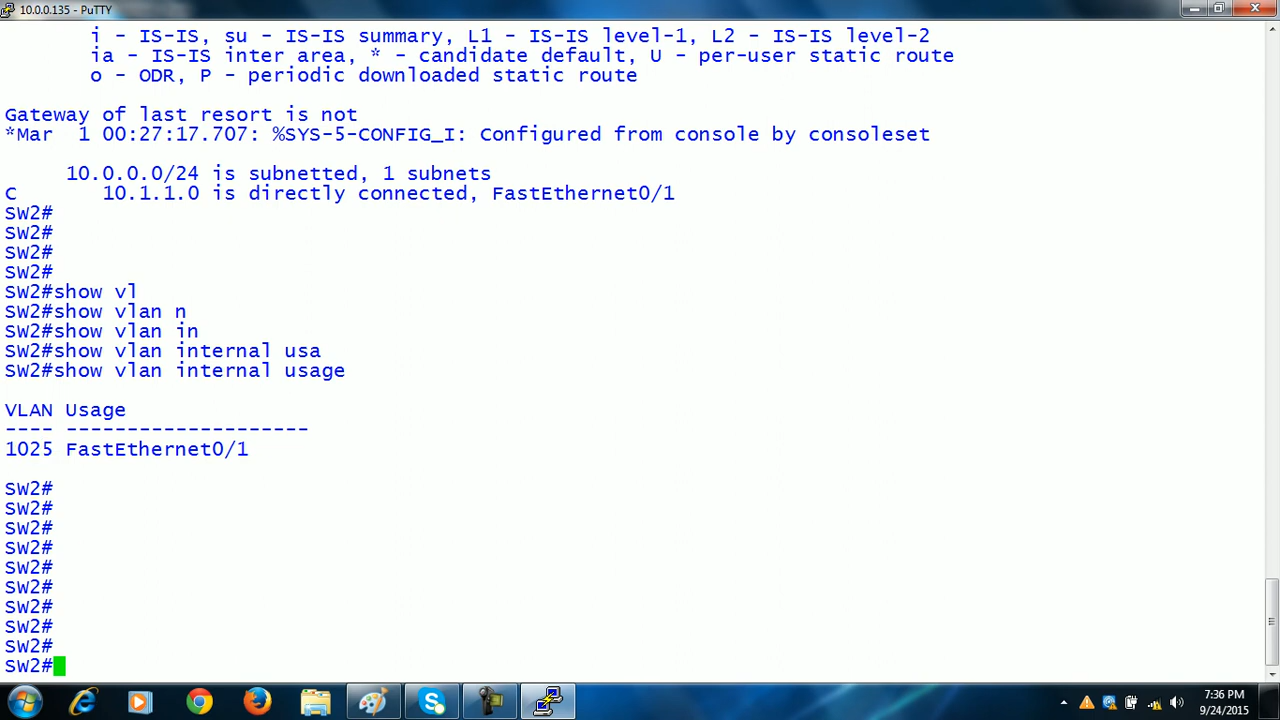 10.0.0.135 - PuTTY
i - IS-IS, su - IS-IS summary, L1 - IS-IS level-1, L2 - IS-IS level-2
ia - IS-IS inter area, * - candidate default, U - per-user static route
o - ODR, P - periodic downloaded static route
Gateway of last resort is not
*Mar  1 00:27:17.707: %SYS-5-CONFIG_I: Configured from console by consoleset
10.0.0.0/24 is subnetted, 1 subnets
C       10.1.1.0 is directly connected, FastEthernet0/1
SW2#
SW2#
SW2#
SW2#
SW2#show vl
SW2#show vlan n
SW2#show vlan in
SW2#show vlan internal usa
SW2#show vlan internal usage
VLAN Usage
---- --------------------
1025 FastEthernet0/1
SW2#
SW2#
SW2#
SW2#
SW2#
SW2#
SW2#
SW2#
SW2#
SW2#
7:36 PM
9/24/2015